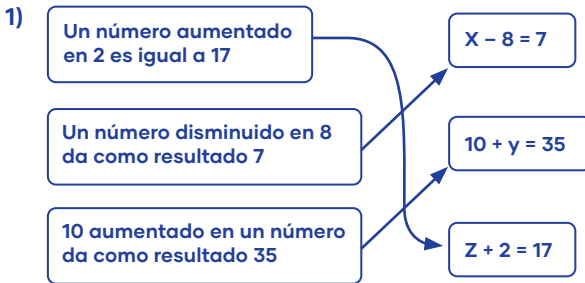 1)
Un número aumentado
en 2 es igual a 17
X – 8 = 7
Un número disminuido en 8
da como resultado 7
10 + y = 35
10 aumentado en un número
da como resultado 35
Z + 2 = 17